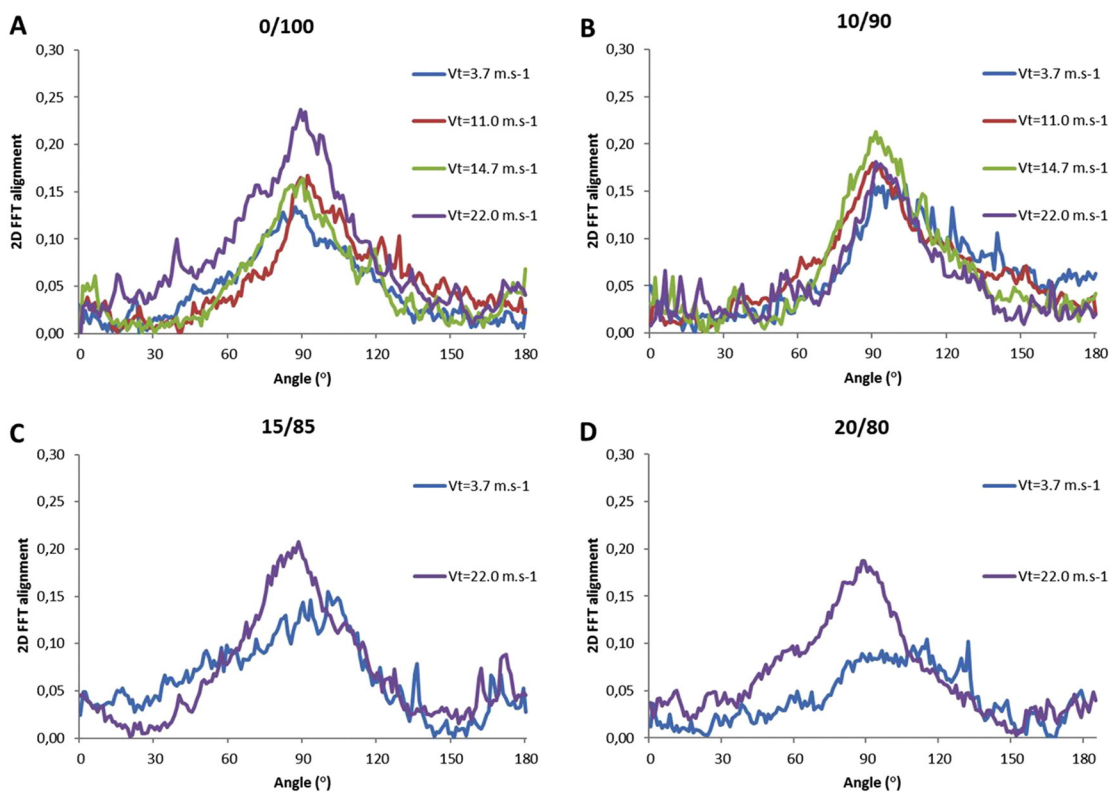 A
0/100
0,30
0,25
0,20
0,15
0,10
0,05
0,00
2D FFT alignment
0 30 60 90 120 150 180
Angle (°)
Vt=3.7 m.s-1
Vt=11.0 m.s-1
Vt=14.7 m.s-1
Vt=22.0 m.s-1
B
10/90
0,30
0,25
0,20
0,15
0,10
0,05
0,00
2D FFT alignment
0 30 60 90 120 150 180
Angle (°)
Vt=3.7 m.s-1
Vt=11.0 m.s-1
Vt=14.7 m.s-1
Vt=22.0 m.s-1
C
15/85
0,30
0,25
0,20
0,15
0,10
0,05
0,00
2D FFT alignment
0 30 60 90 120 150 180
Angle (°)
Vt=3.7 m.s-1
Vt=22.0 m.s-1
D
20/80
0,30
0,25
0,20
0,15
0,10
0,05
0,00
2D FFT alignment
0 30 60 90 120 150 180
Angle (°)
Vt=3.7 m.s-1
Vt=22.0 m.s-1